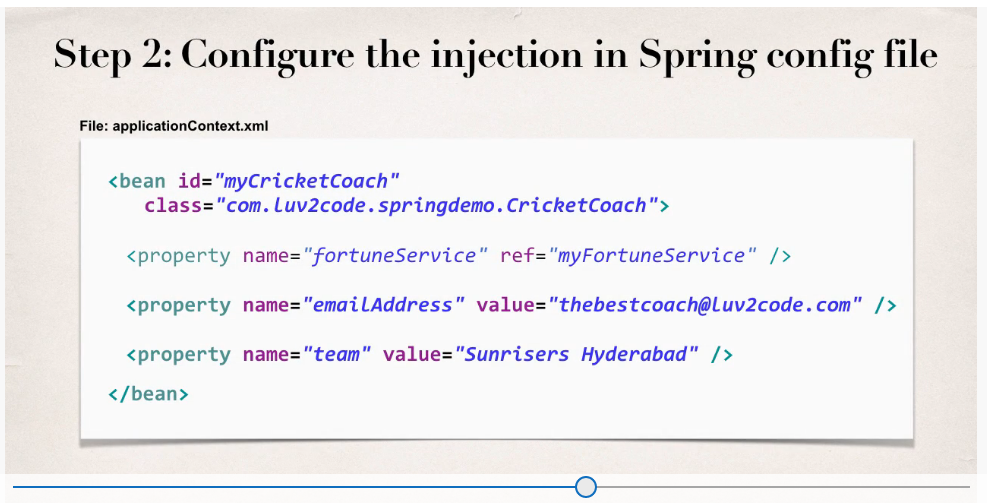 Step 2: Configure the injection in Spring config file
File: applicationContext.xml
<bean id="myCricketCoach"
class="com.luv2code.springdemo.CricketCoach">
<property name="fortuneService" ref="myFortuneService" />
<property name="emailAddress" value="thebestcoach@luv2code.com" />
<property name="team" value="Sunrisers Hyderabad" />
</bean>